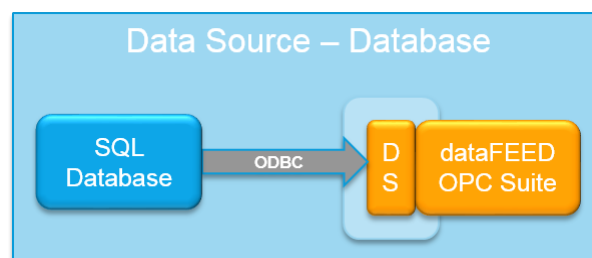 Data Source – Database
SQL
Database
ODBC
D
S
dataFEED
OPC Suite